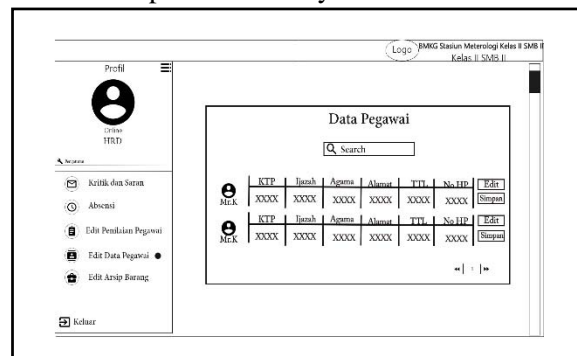 Logo
BMKG Stasiun Meterologi Kelas II SMB II
Kelas II SMB II
Profil
Online
HRD
Kritik dan Saran
Absensi
Edit Penilaian Pegawai
Edit Data Pegawai
Edit Arsip Barang
Keluar
Data Pegawai
Search
KTP Ijazah Agama Alamat TTL No HP Edit
Mr.K XXXX XXXX XXXX XXXX XXXX XXXX Simpan
KTP Ijazah Agama Alamat TTL No HP Edit
Mr.K XXXX XXXX XXXX XXXX XXXX XXXX Simpan
1